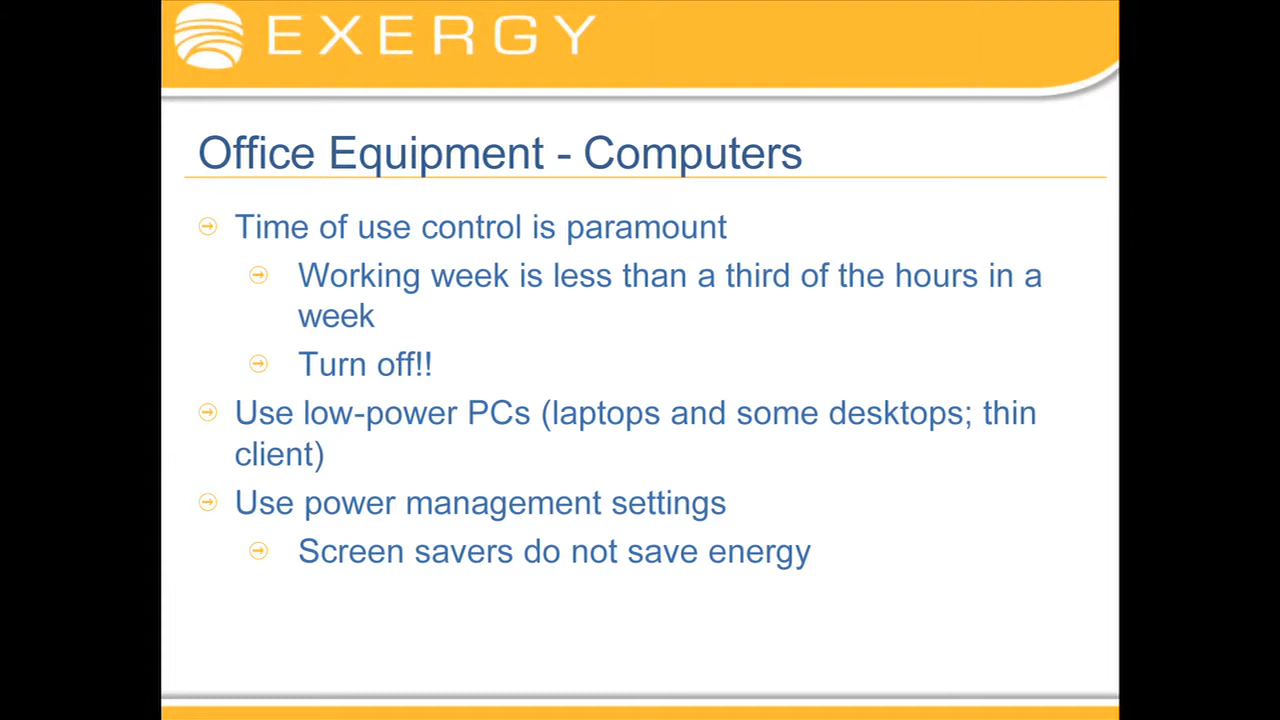 EXERGY
Office Equipment - Computers
Time of use control is paramount
Working week is less than a third of the hours in a
week
Turn off!!
Use low-power PCs (laptops and some desktops; thin
client)
Use power management settings
Screen savers do not save energy